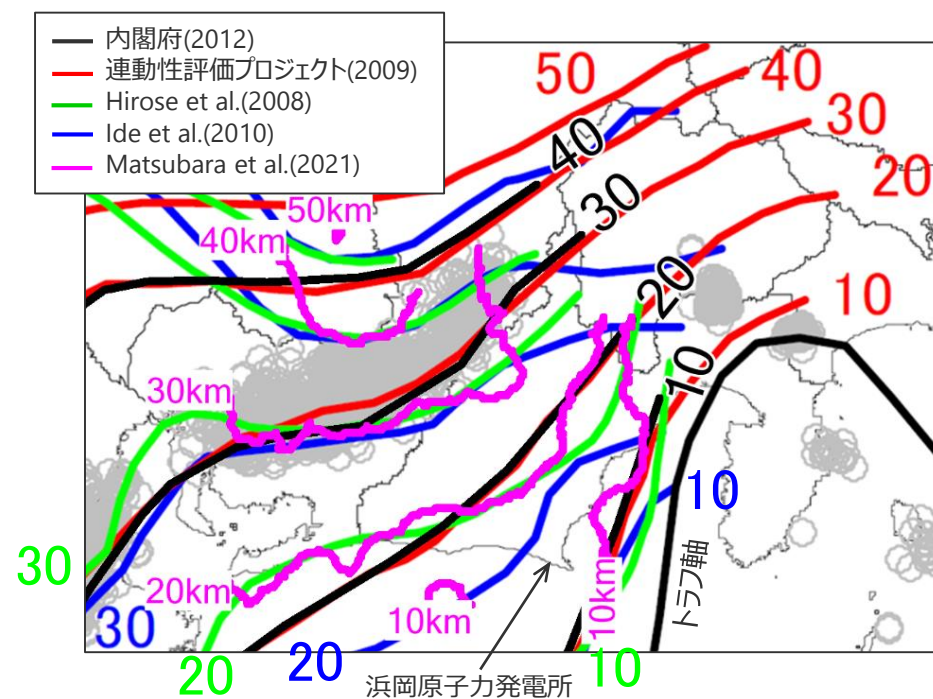 内閣府(2012)
連動性評価プロジェクト(2009)
Hirose et al.(2008)
Ide et al.(2010)
Matsubara et al.(2021)
50
40
30
20
10
40
30
20
10
50km
40km
30km
20km
10km
10km
10
30
30
20
20
10
トラフ軸
浜岡原子力発電所